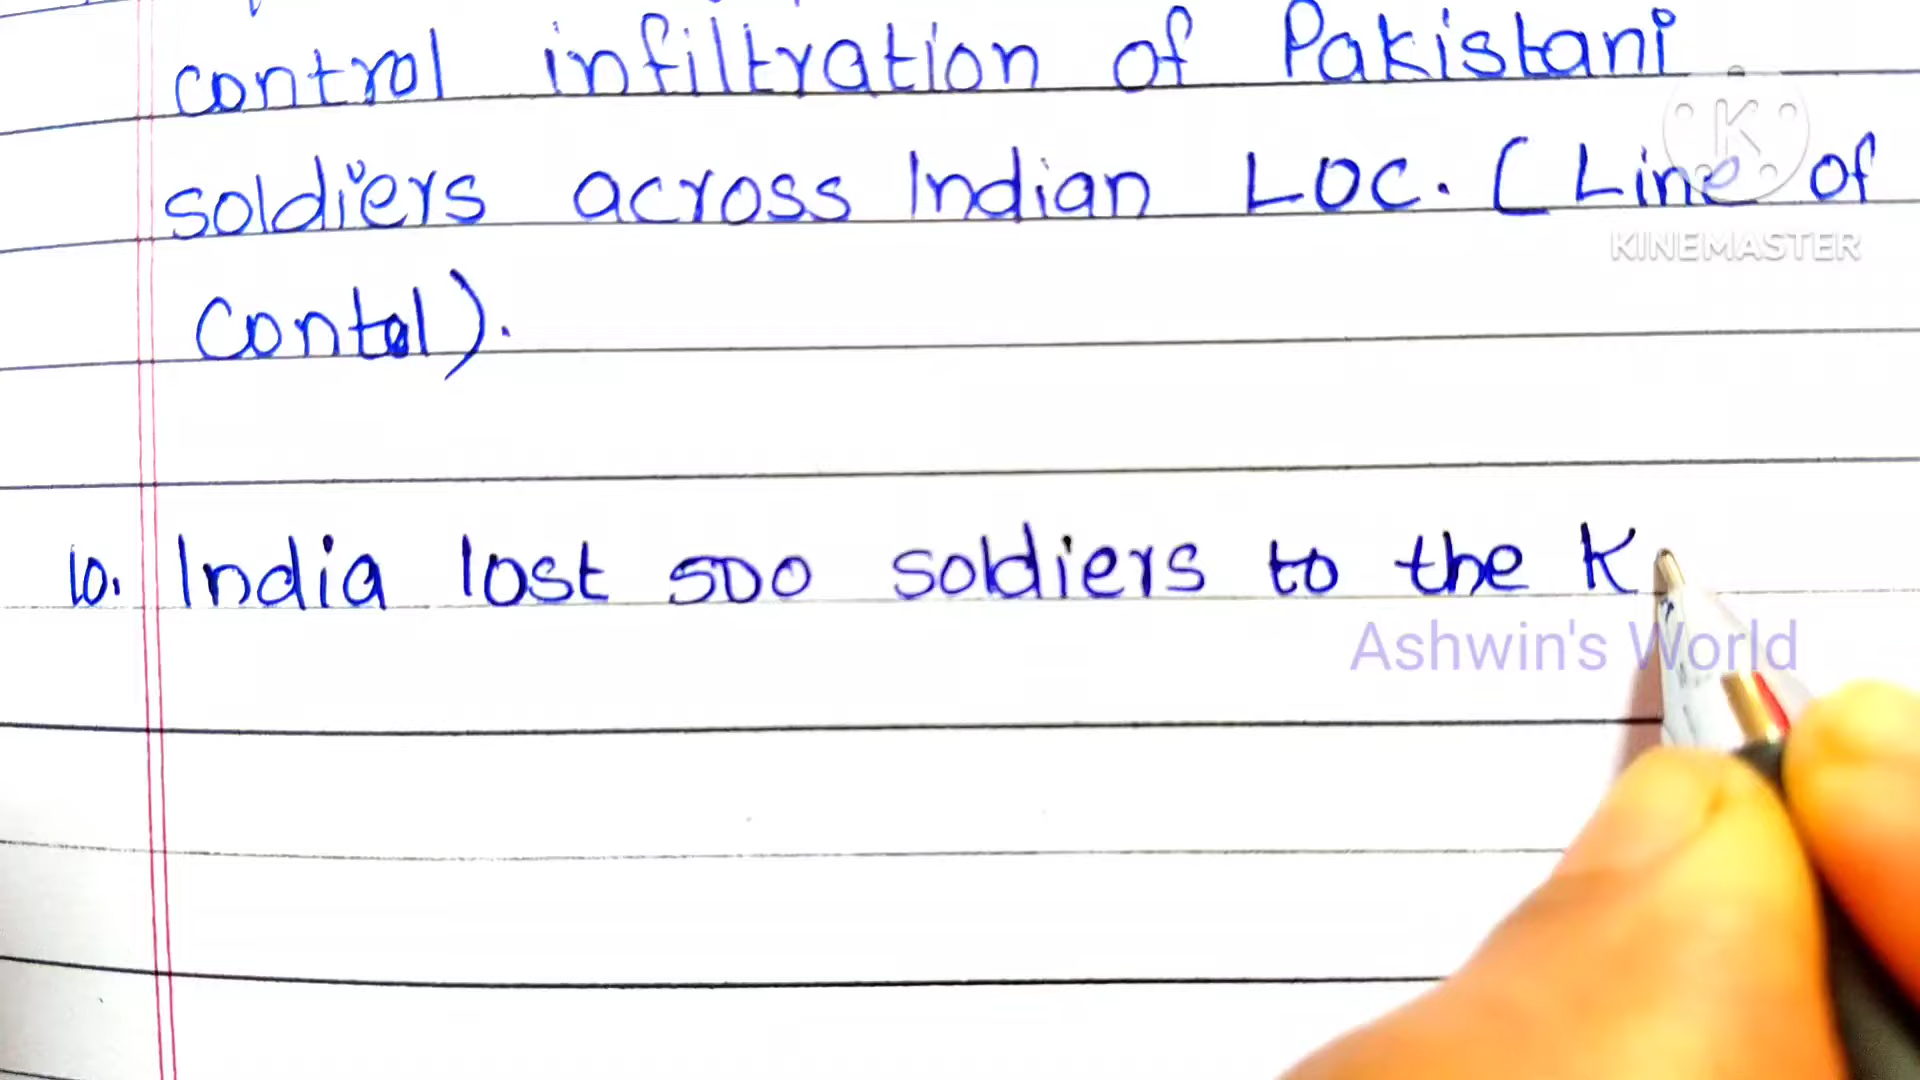 control infiltration of Pakistani
soldiers across Indian LOC. (Line of
KINEMASTER
Contol).
10. India lost 500 soldiers to the K
Ashwin's World